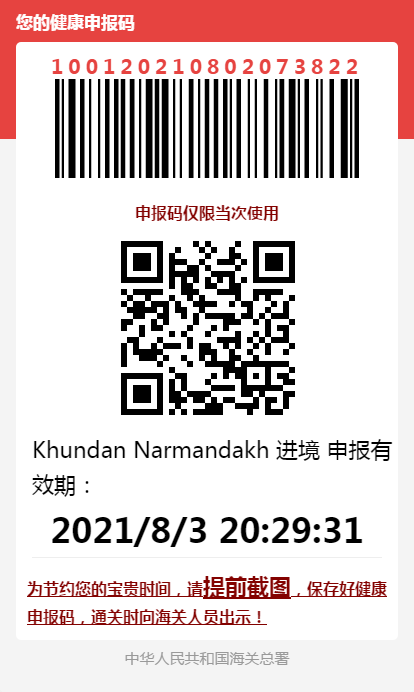 您的健康申报码
100120210802073822
申报码仅限当次使用
Khundan Narmandakh 进境 申报有
效期：
2021/8/3 20:29:31
为节约您的宝贵时间，请提前截图，保存好健康
申报码，通关时向海关人员出示！
中华人民共和国海关总署